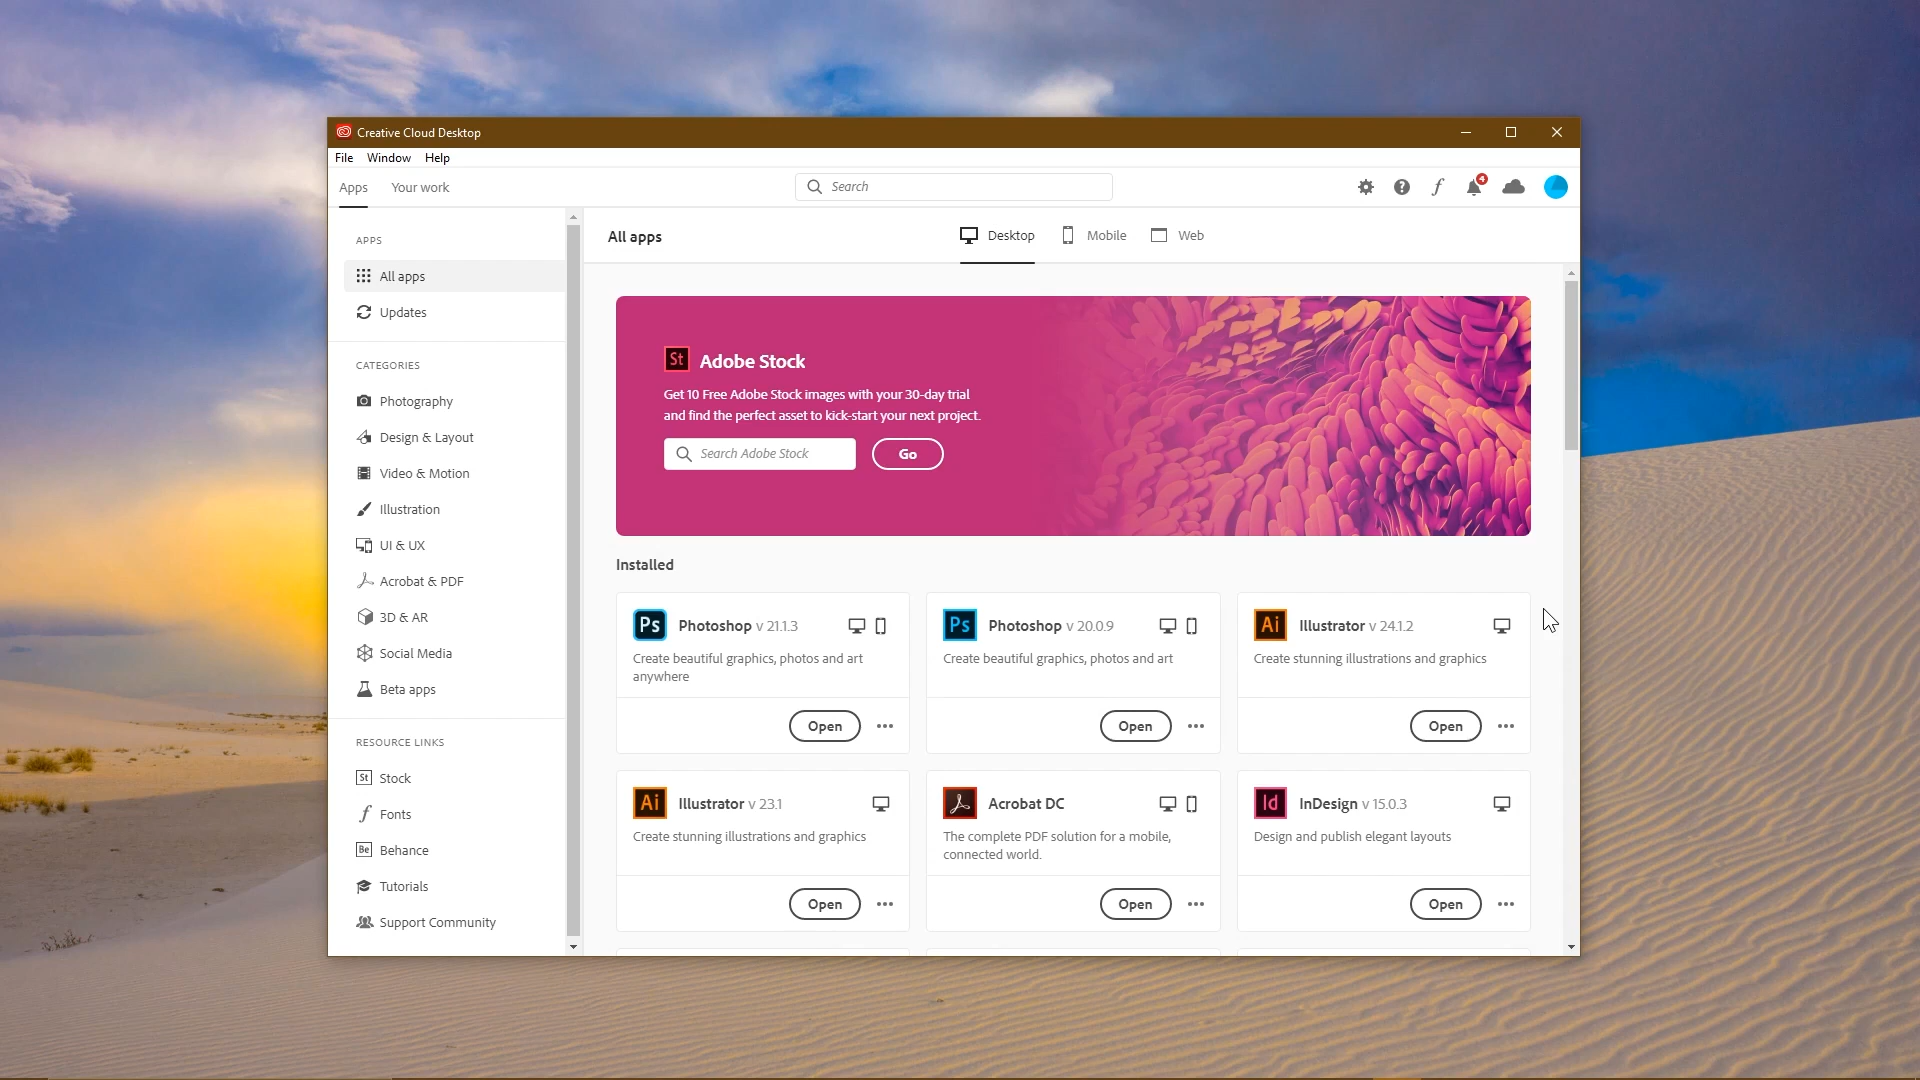 Creative Cloud Desktop
File Window Help
Apps Your work Search 4
APPS
All apps
Updates
CATEGORIES
Photography
Design & Layout
Video & Motion
Illustration
UI & UX
Acrobat & PDF
3D & AR
Social Media
Beta apps
RESOURCE LINKS
St Stock
Fonts
Be Behance
Tutorials
Support Community
All apps Desktop Mobile Web
St Adobe Stock
Get 10 Free Adobe Stock images with your 30-day trial
and find the perfect asset to kick-start your next project.
Search Adobe Stock Go
Installed
Ps Photoshop v 21.1.3
Create beautiful graphics, photos and art
anywhere
Open
Ps Photoshop v 20.0.9
Create beautiful graphics, photos and art
Open
Ai Illustrator v 24.1.2
Create stunning illustrations and graphics
Open
Ai Illustrator v 23.1
Create stunning illustrations and graphics
Open
Acrobat DC
The complete PDF solution for a mobile,
connected world.
Open
Id InDesign v 15.0.3
Design and publish elegant layouts
Open